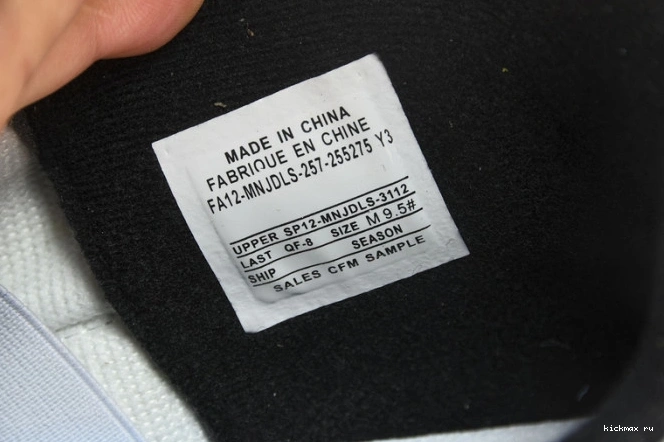 MADE IN CHINA
FABRIQUE EN CHINE
FA12-MNJDLS-257-255275 Y3
UPPER SP12-MNJDLS-3112
LAST QF-8 SIZE M 9.5#
SHIP SEASON
SALES CFM SAMPLE
kickmax ru